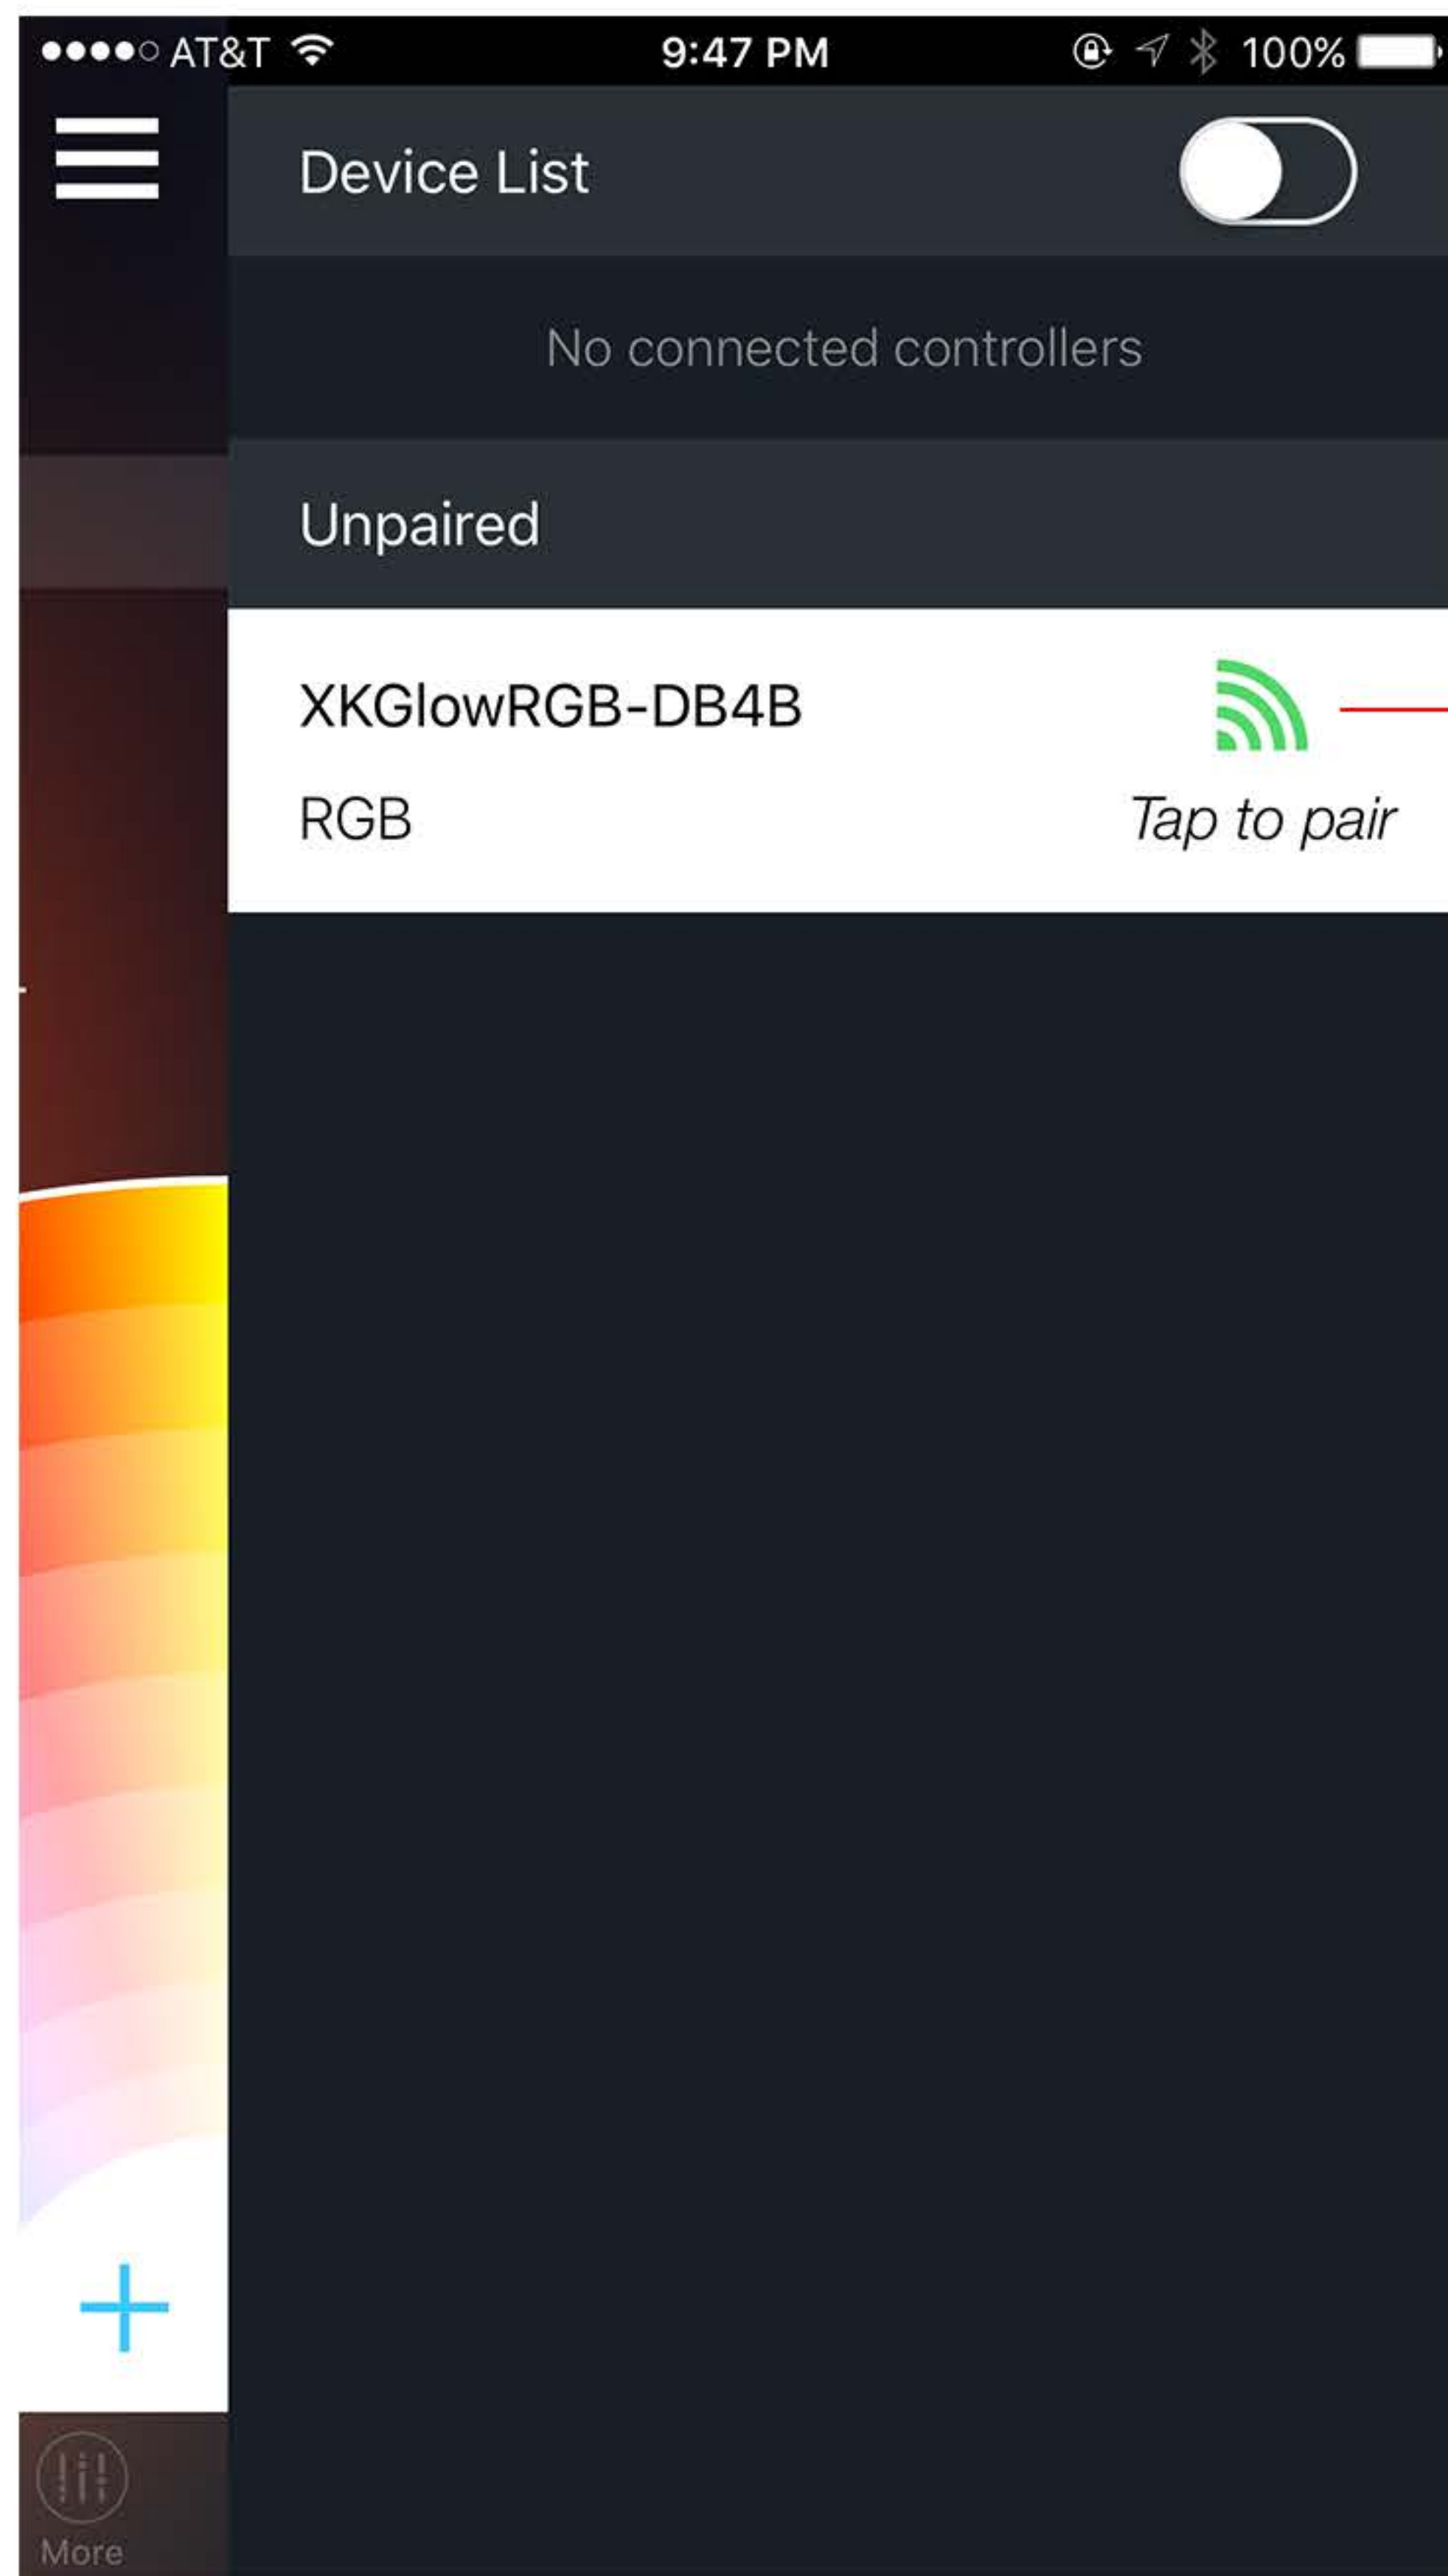 AT&T 9:47 PM 100%
Device List
No connected controllers
Unpaired
XKGlowRGB-DB4B
RGB Tap to pair
More